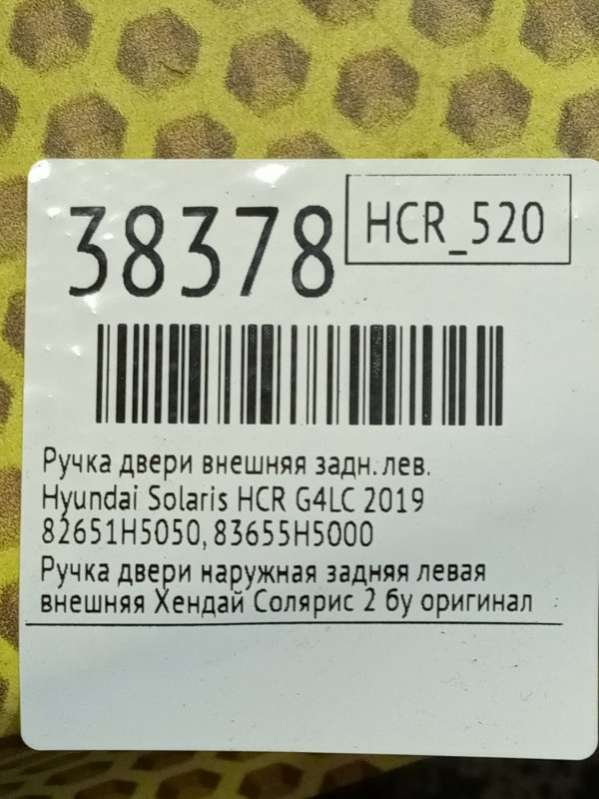 38378
HCR_520
Ручка двери внешняя задн. лев.
Hyundai Solaris HCR G4LC 2019
82651H5050, 83655H5000
Ручка двери наружная задняя левая
внешняя Хендай Солярис 2 бу оригинал